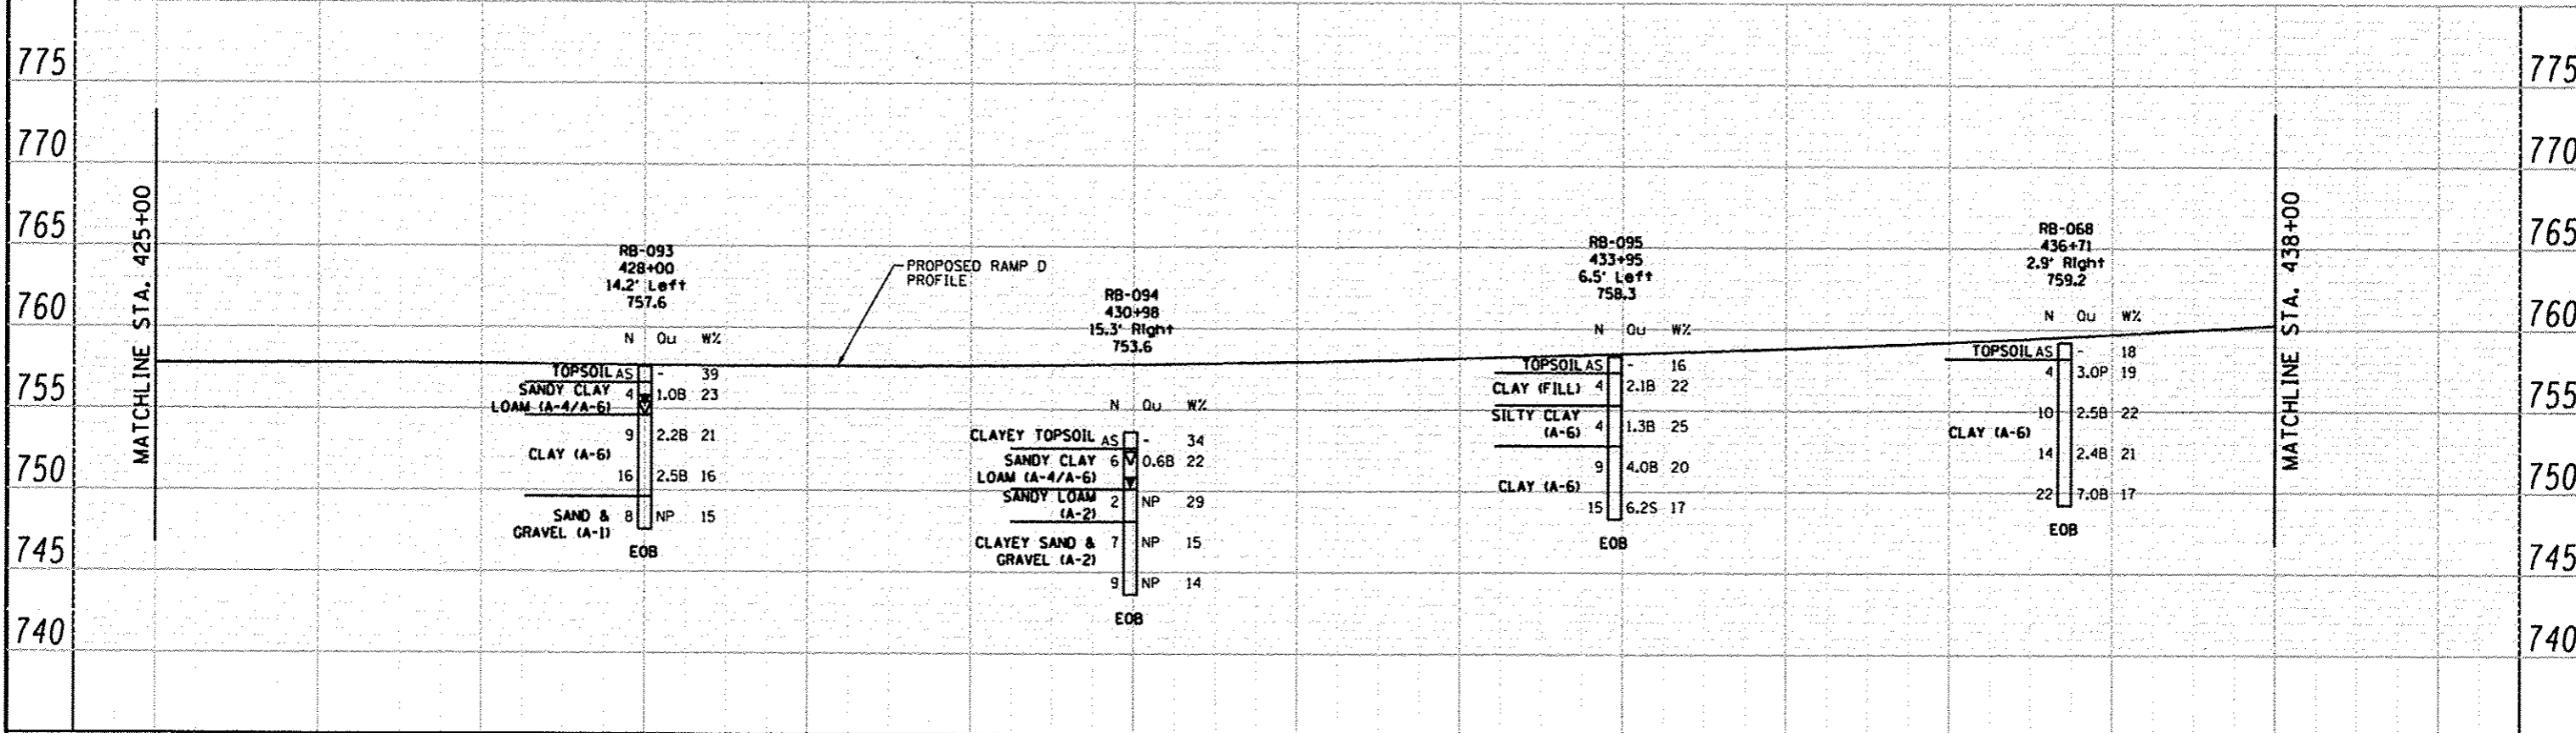 775
770
765
760
755
750
745
740
MATCHLINE STA. 425+00
RB-093
428+00
14.2' Left
757.6
N Qu W%
TOPSOIL AS - 39
SANDY CLAY 4 1.0B 23
LOAM (A-4/A-6)
9 2.2B 21
CLAY (A-6)
16 2.5B 16
SAND & 8 NP 15
GRAVEL (A-1)
EOB
PROPOSED RAMP D
PROFILE
RB-094
430+98
15.3' Right
753.6
N Qu W%
CLAYEY TOPSOIL AS - 34
SANDY CLAY 6 0.6B 22
LOAM (A-4/A-6)
SANDY LOAM 2 NP 29
(A-2)
CLAYEY SAND & 7 NP 15
GRAVEL (A-2)
9 NP 14
EOB
RB-095
433+95
6.5' Left
758.3
N Qu W%
TOPSOIL AS - 16
CLAY (FILL) 4 2.1B 22
SILTY CLAY
(A-6) 4 1.3B 25
9 4.0B 20
CLAY (A-6)
15 6.2S 17
EOB
RB-068
436+71
2.9' Right
759.2
N Qu W%
TOPSOIL AS - 18
4 3.0P 19
10 2.5B 22
CLAY (A-6)
14 2.4B 21
22 7.0B 17
EOB
MATCHLINE STA. 438+00
775
770
765
760
755
750
745
740